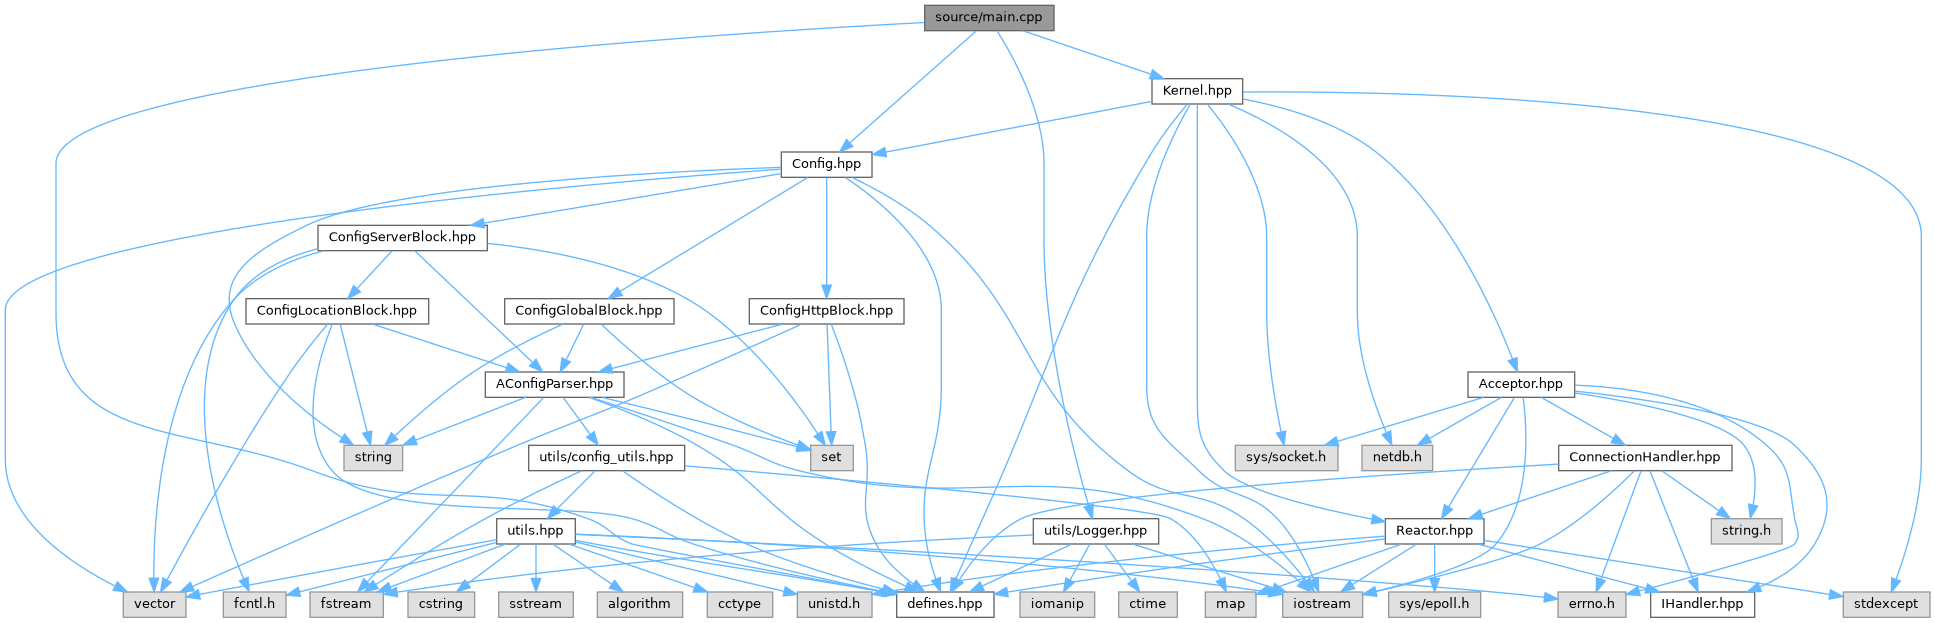 source/main.cpp
Kernel.hpp
Config.hpp
ConfigServerBlock.hpp
ConfigLocationBlock.hpp
ConfigGlobalBlock.hpp
ConfigHttpBlock.hpp
AConfigParser.hpp
Acceptor.hpp
string
utils/config_utils.hpp
set
sys/socket.h
netdb.h
ConnectionHandler.hpp
utils.hpp
utils/Logger.hpp
Reactor.hpp
string.h
vector
fcntl.h
fstream
cstring
sstream
algorithm
cctype
unistd.h
defines.hpp
iomanip
ctime
map
iostream
sys/epoll.h
errno.h
IHandler.hpp
stdexcept